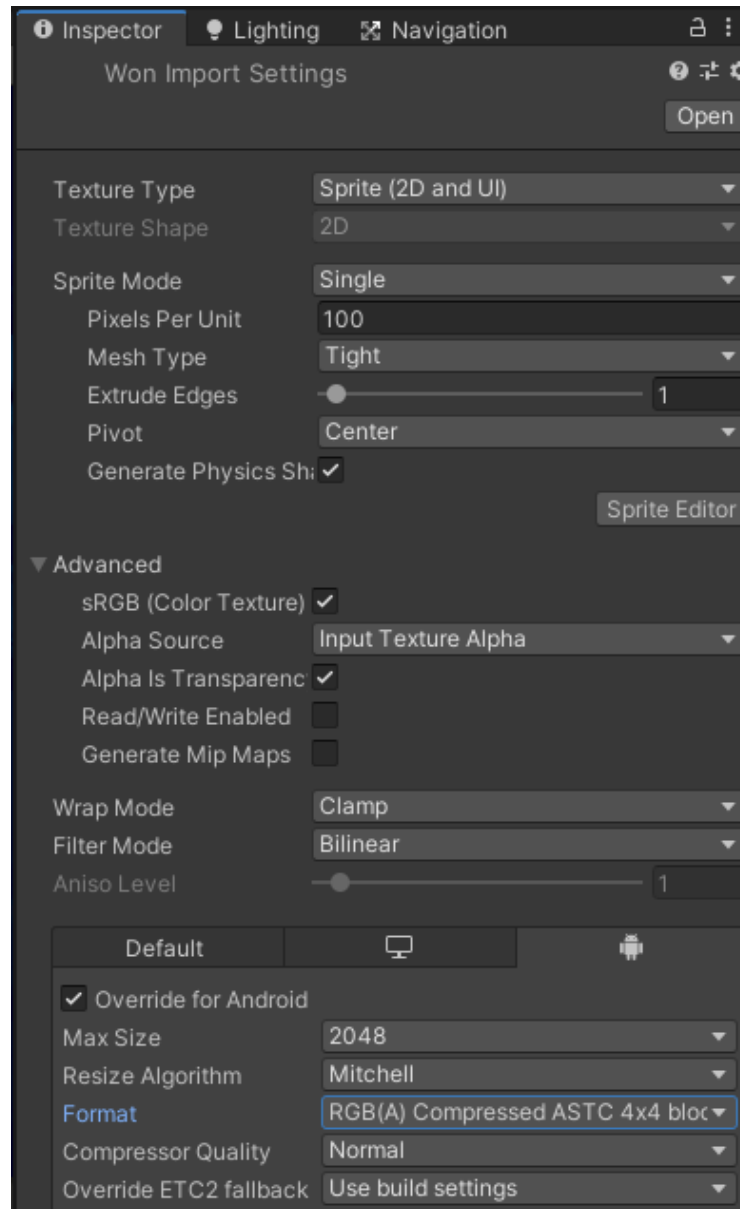 Inspector Lighting Navigation
Won Import Settings
Open
Texture Type Sprite (2D and UI)
Texture Shape 2D
Sprite Mode Single
Pixels Per Unit 100
Mesh Type Tight
Extrude Edges 1
Pivot Center
Generate Physics Sha
Sprite Editor
Advanced
sRGB (Color Texture)
Alpha Source Input Texture Alpha
Alpha Is Transparenc
Read/Write Enabled
Generate Mip Maps
Wrap Mode Clamp
Filter Mode Bilinear
Aniso Level 1
Default
Override for Android
Max Size 2048
Resize Algorithm Mitchell
Format RGB(A) Compressed ASTC 4x4 bloc
Compressor Quality Normal
Override ETC2 fallback Use build settings